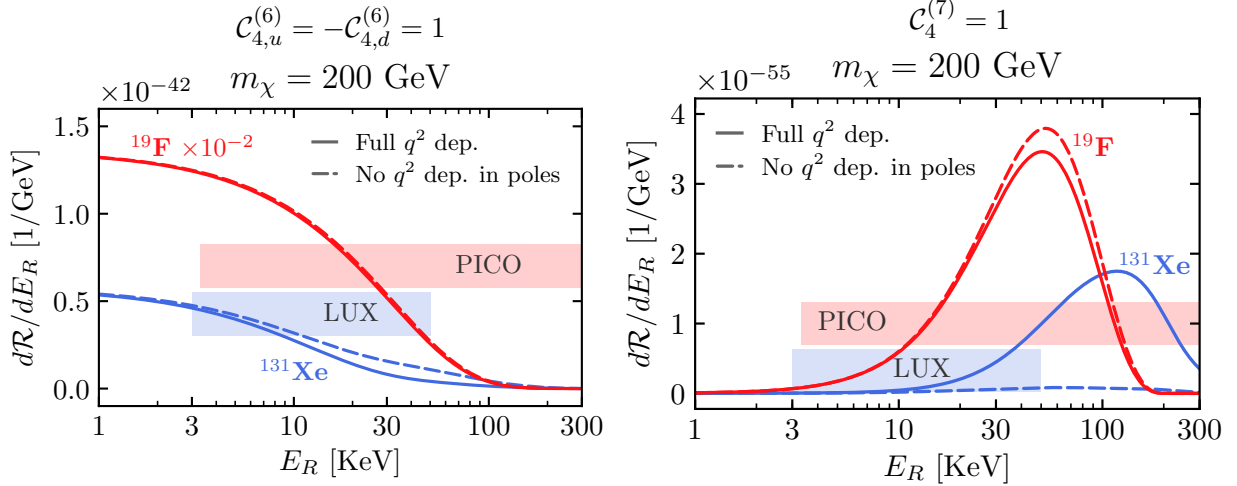 𝒞₄,ᵤ⁽⁶⁾ = −𝒞₄,d⁽⁶⁾ = 1
m_χ = 200 GeV
×10⁻⁴²
dℛ/dE_R [1/GeV]
1.5
1.0
0.5
0.0
¹⁹F ×10⁻²
Full q² dep.
No q² dep. in poles
PICO
LUX
¹³¹Xe
1 3 10 30 100 300
E_R [KeV]
𝒞₄⁽⁷⁾ = 1
m_χ = 200 GeV
×10⁻⁵⁵
dℛ/dE_R [1/GeV]
4
3
2
1
0
Full q² dep.
No q² dep. in poles
¹⁹F
¹³¹Xe
PICO
LUX
1 3 10 30 100 300
E_R [KeV]